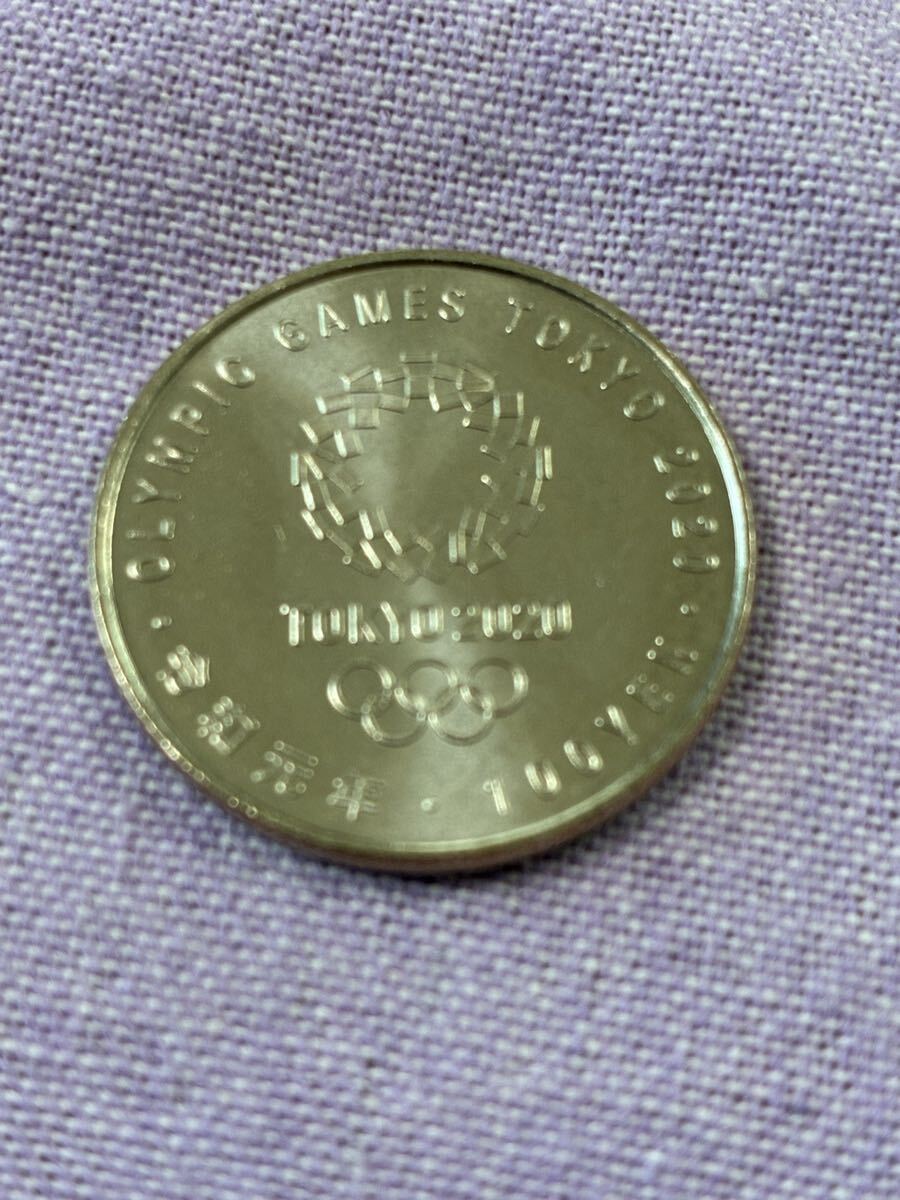 OLYMPIC GAMES TOKYO 2020
TOKYO 2020
令和元年・100YEN